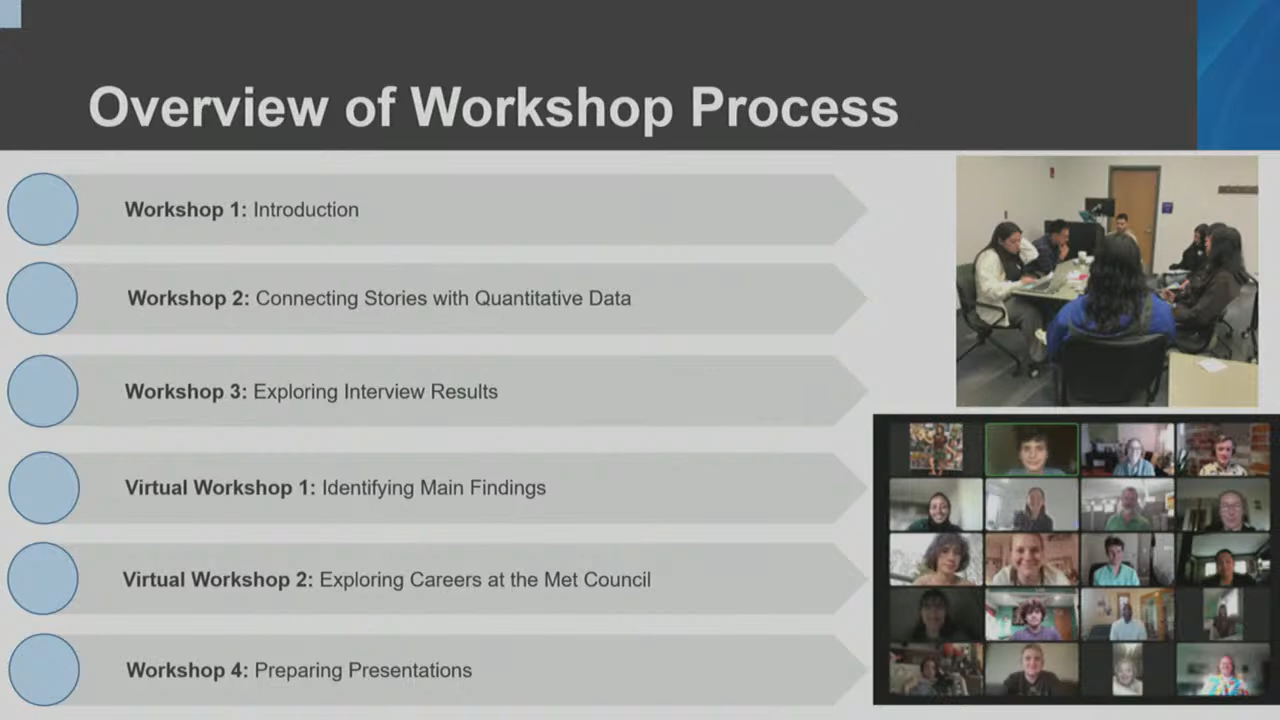 Overview of Workshop Process
Workshop 1: Introduction
Workshop 2: Connecting Stories with Quantitative Data
Workshop 3: Exploring Interview Results
Virtual Workshop 1: Identifying Main Findings
Virtual Workshop 2: Exploring Careers at the Met Council
Workshop 4: Preparing Presentations